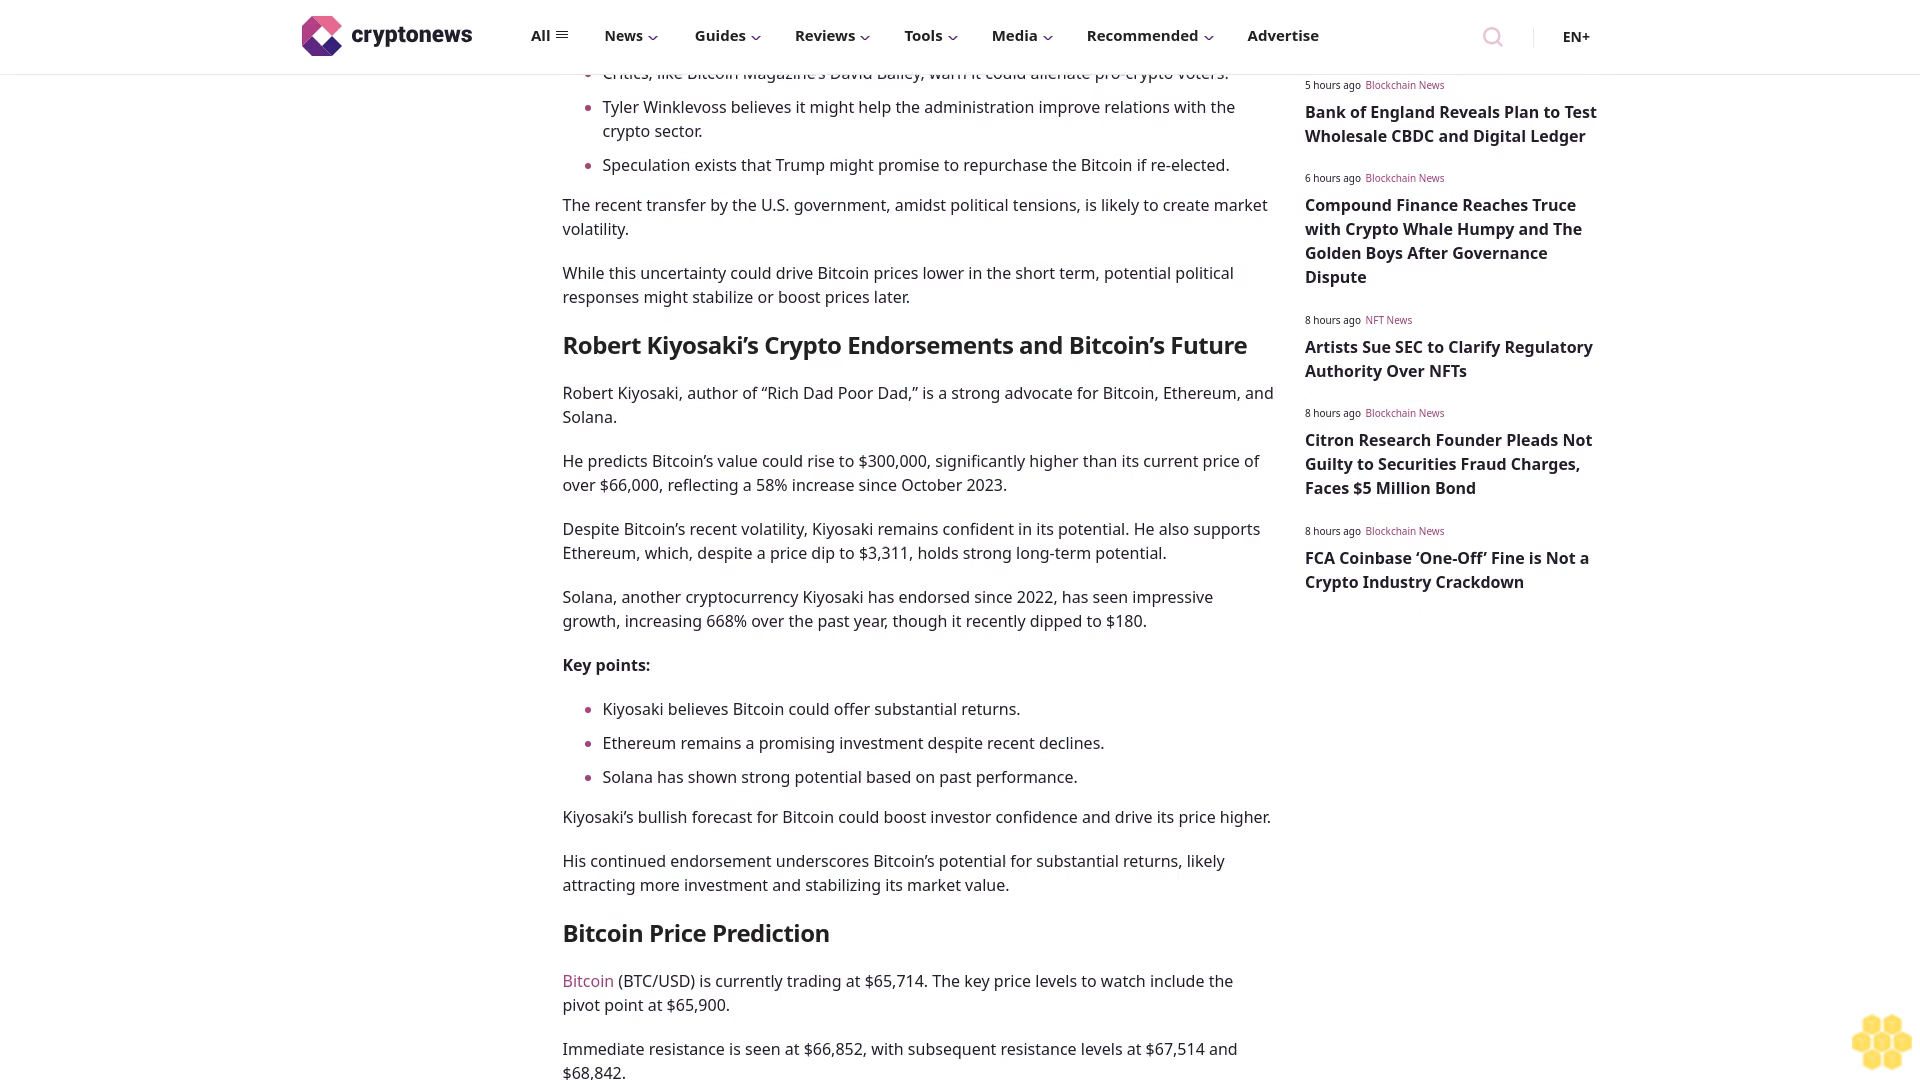 cryptonews
All
News
Guides
Reviews
Tools
Media
Recommended
Advertise
EN+
Critics, like Bitcoin Magazine's David Bailey, warn it could alienate pro-crypto voters.
Tyler Winklevoss believes it might help the administration improve relations with the
crypto sector.
Speculation exists that Trump might promise to repurchase the Bitcoin if re-elected.
The recent transfer by the U.S. government, amidst political tensions, is likely to create market
volatility.
While this uncertainty could drive Bitcoin prices lower in the short term, potential political
responses might stabilize or boost prices later.
Robert Kiyosaki’s Crypto Endorsements and Bitcoin’s Future
Robert Kiyosaki, author of “Rich Dad Poor Dad,” is a strong advocate for Bitcoin, Ethereum, and
Solana.
He predicts Bitcoin’s value could rise to $300,000, significantly higher than its current price of
over $66,000, reflecting a 58% increase since October 2023.
Despite Bitcoin’s recent volatility, Kiyosaki remains confident in its potential. He also supports
Ethereum, which, despite a price dip to $3,311, holds strong long-term potential.
Solana, another cryptocurrency Kiyosaki has endorsed since 2022, has seen impressive
growth, increasing 668% over the past year, though it recently dipped to $180.
Key points:
Kiyosaki believes Bitcoin could offer substantial returns.
Ethereum remains a promising investment despite recent declines.
Solana has shown strong potential based on past performance.
Kiyosaki’s bullish forecast for Bitcoin could boost investor confidence and drive its price higher.
His continued endorsement underscores Bitcoin’s potential for substantial returns, likely
attracting more investment and stabilizing its market value.
Bitcoin Price Prediction
Bitcoin (BTC/USD) is currently trading at $65,714. The key price levels to watch include the
pivot point at $65,900.
Immediate resistance is seen at $66,852, with subsequent resistance levels at $67,514 and
$68,842.
5 hours ago Blockchain News
Bank of England Reveals Plan to Test
Wholesale CBDC and Digital Ledger
6 hours ago Blockchain News
Compound Finance Reaches Truce
with Crypto Whale Humpy and The
Golden Boys After Governance
Dispute
8 hours ago NFT News
Artists Sue SEC to Clarify Regulatory
Authority Over NFTs
8 hours ago Blockchain News
Citron Research Founder Pleads Not
Guilty to Securities Fraud Charges,
Faces $5 Million Bond
8 hours ago Blockchain News
FCA Coinbase ‘One-Off’ Fine is Not a
Crypto Industry Crackdown